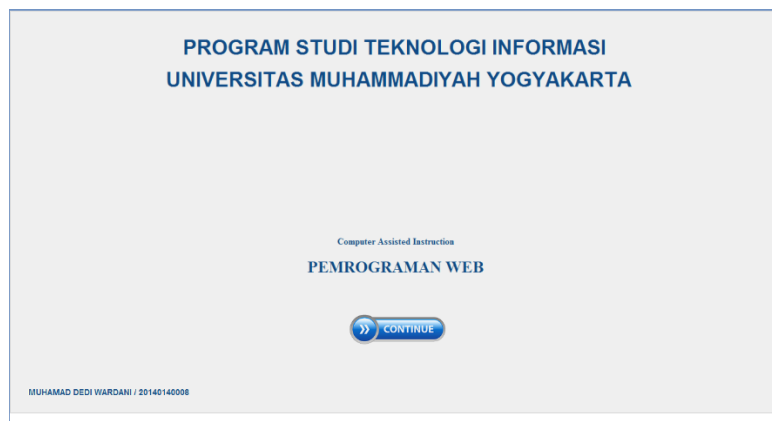 PROGRAM STUDI TEKNOLOGI INFORMASI
UNIVERSITAS MUHAMMADIYAH YOGYAKARTA
Computer Assisted Instruction
PEMROGRAMAN WEB
CONTINUE
MUHAMAD DEDI WARDANI / 20140140008